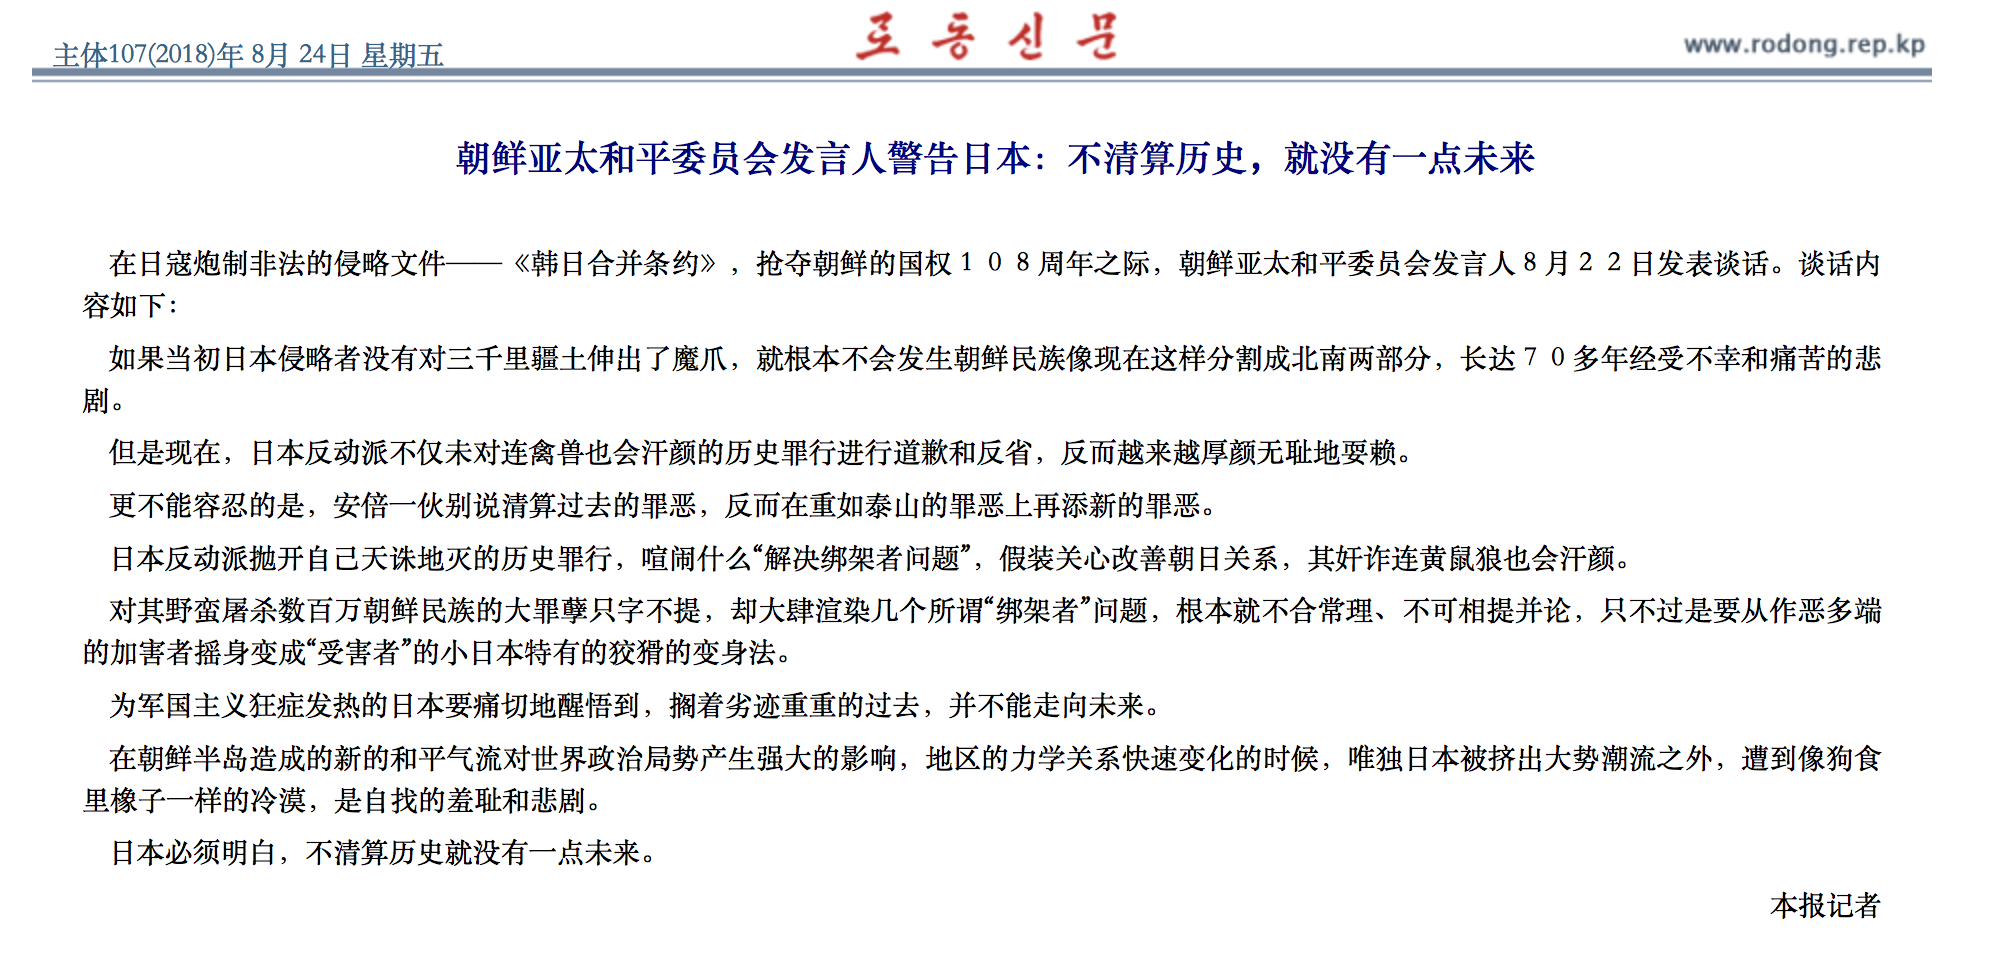 主体107(2018)年 8月 24日 星期五
로동신문
www.rodong.rep.kp
朝鲜亚太和平委员会发言人警告日本：不清算历史，就没有一点未来
在日寇炮制非法的侵略文件——《韩日合并条约》，抢夺朝鲜的国权１０８周年之际，朝鲜亚太和平委员会发言人８月２２日发表谈话。谈话内
容如下：
如果当初日本侵略者没有对三千里疆土伸出了魔爪，就根本不会发生朝鲜民族像现在这样分割成北南两部分，长达７０多年经受不幸和痛苦的悲
剧。
但是现在，日本反动派不仅未对连禽兽也会汗颜的历史罪行进行道歉和反省，反而越来越厚颜无耻地耍赖。
更不能容忍的是，安倍一伙别说清算过去的罪恶，反而在重如泰山的罪恶上再添新的罪恶。
日本反动派抛开自己天诛地灭的历史罪行，喧闹什么“解决绑架者问题”，假装关心改善朝日关系，其奸诈连黄鼠狼也会汗颜。
对其野蛮屠杀数百万朝鲜民族的大罪孽只字不提，却大肆渲染几个所谓“绑架者”问题，根本就不合常理、不可相提并论，只不过是要从作恶多端
的加害者摇身变成“受害者”的小日本特有的狡猾的变身法。
为军国主义狂症发热的日本要痛切地醒悟到，搁着劣迹重重的过去，并不能走向未来。
在朝鲜半岛造成的新的和平气流对世界政治局势产生强大的影响，地区的力学关系快速变化的时候，唯独日本被挤出大势潮流之外，遭到像狗食
里橡子一样的冷漠，是自找的羞耻和悲剧。
日本必须明白，不清算历史就没有一点未来。
本报记者